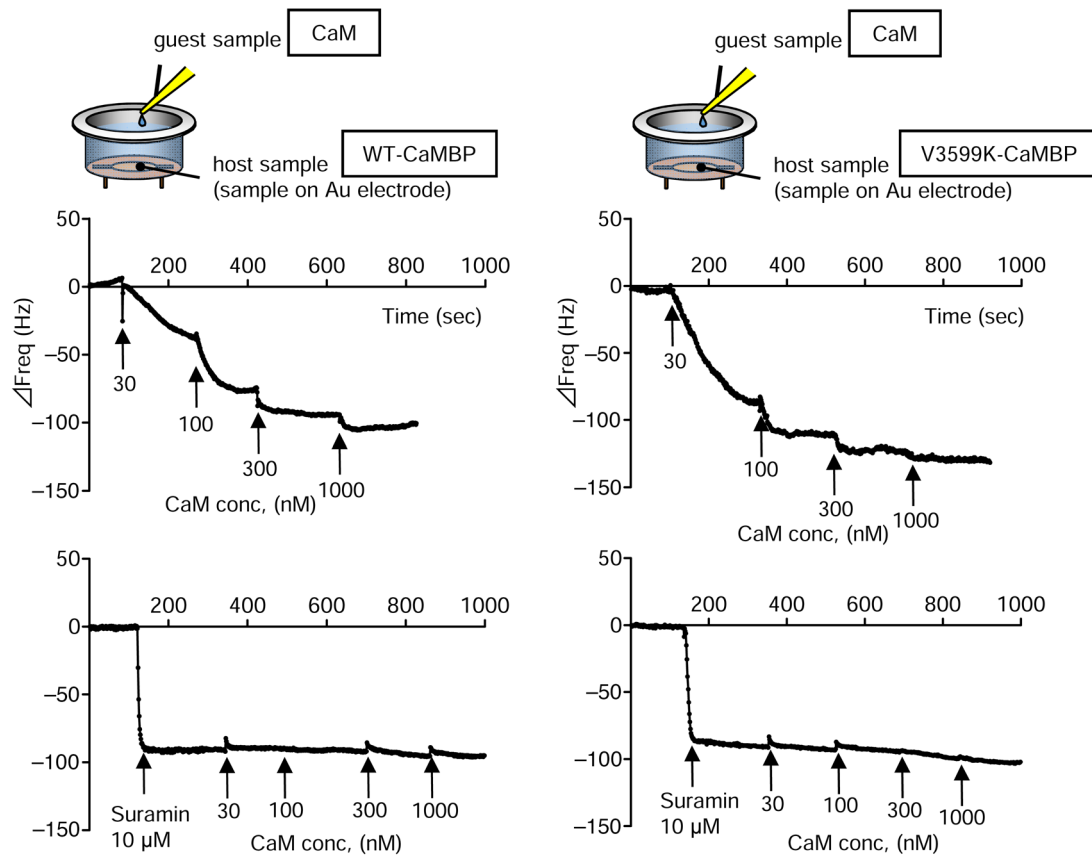 guest sample CaM
host sample WT-CaMBP
(sample on Au electrode)
50
0
−50
−100
−150
⊿Freq (Hz)
200 400 600 800 1000
Time (sec)
30
100
300
1000
CaM conc, (nM)
guest sample CaM
host sample V3599K-CaMBP
(sample on Au electrode)
50
0
−50
−100
−150
⊿Freq (Hz)
200 400 600 800 1000
Time (sec)
30
100
300
1000
CaM conc, (nM)
50
0
−50
−100
−150
200 400 600 800 1000
Suramin
10 µM
30 100 300 1000
CaM conc, (nM)
50
0
−50
−100
−150
200 400 600 800 1000
Suramin
10 µM
30 100 300 1000
CaM conc, (nM)